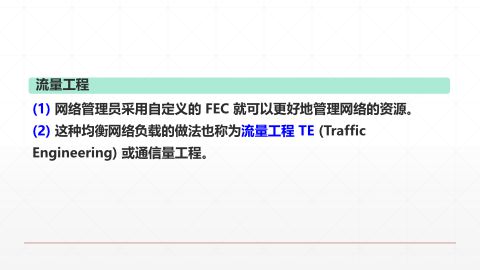 流量工程
(1) 网络管理员采用自定义的 FEC 就可以更好地管理网络的资源。
(2) 这种均衡网络负载的做法也称为流量工程 TE (Traffic
Engineering) 或通信量工程。